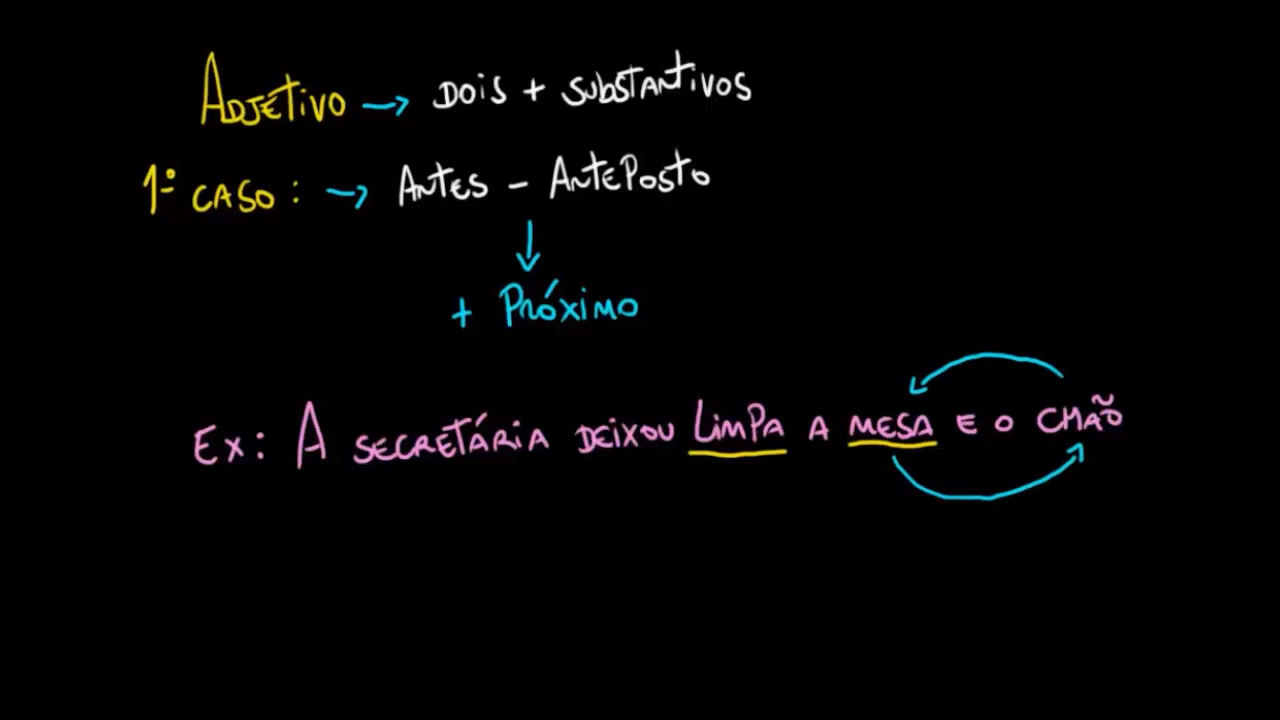 ADJETIVO → DOIS + SUBSTANTIVOS
1º CASO : → ANTES - ANTEPOSTO
+ PRÓXIMO
EX: A SECRETÁRIA DEIXOU LIMPA A MESA E O CHÃO